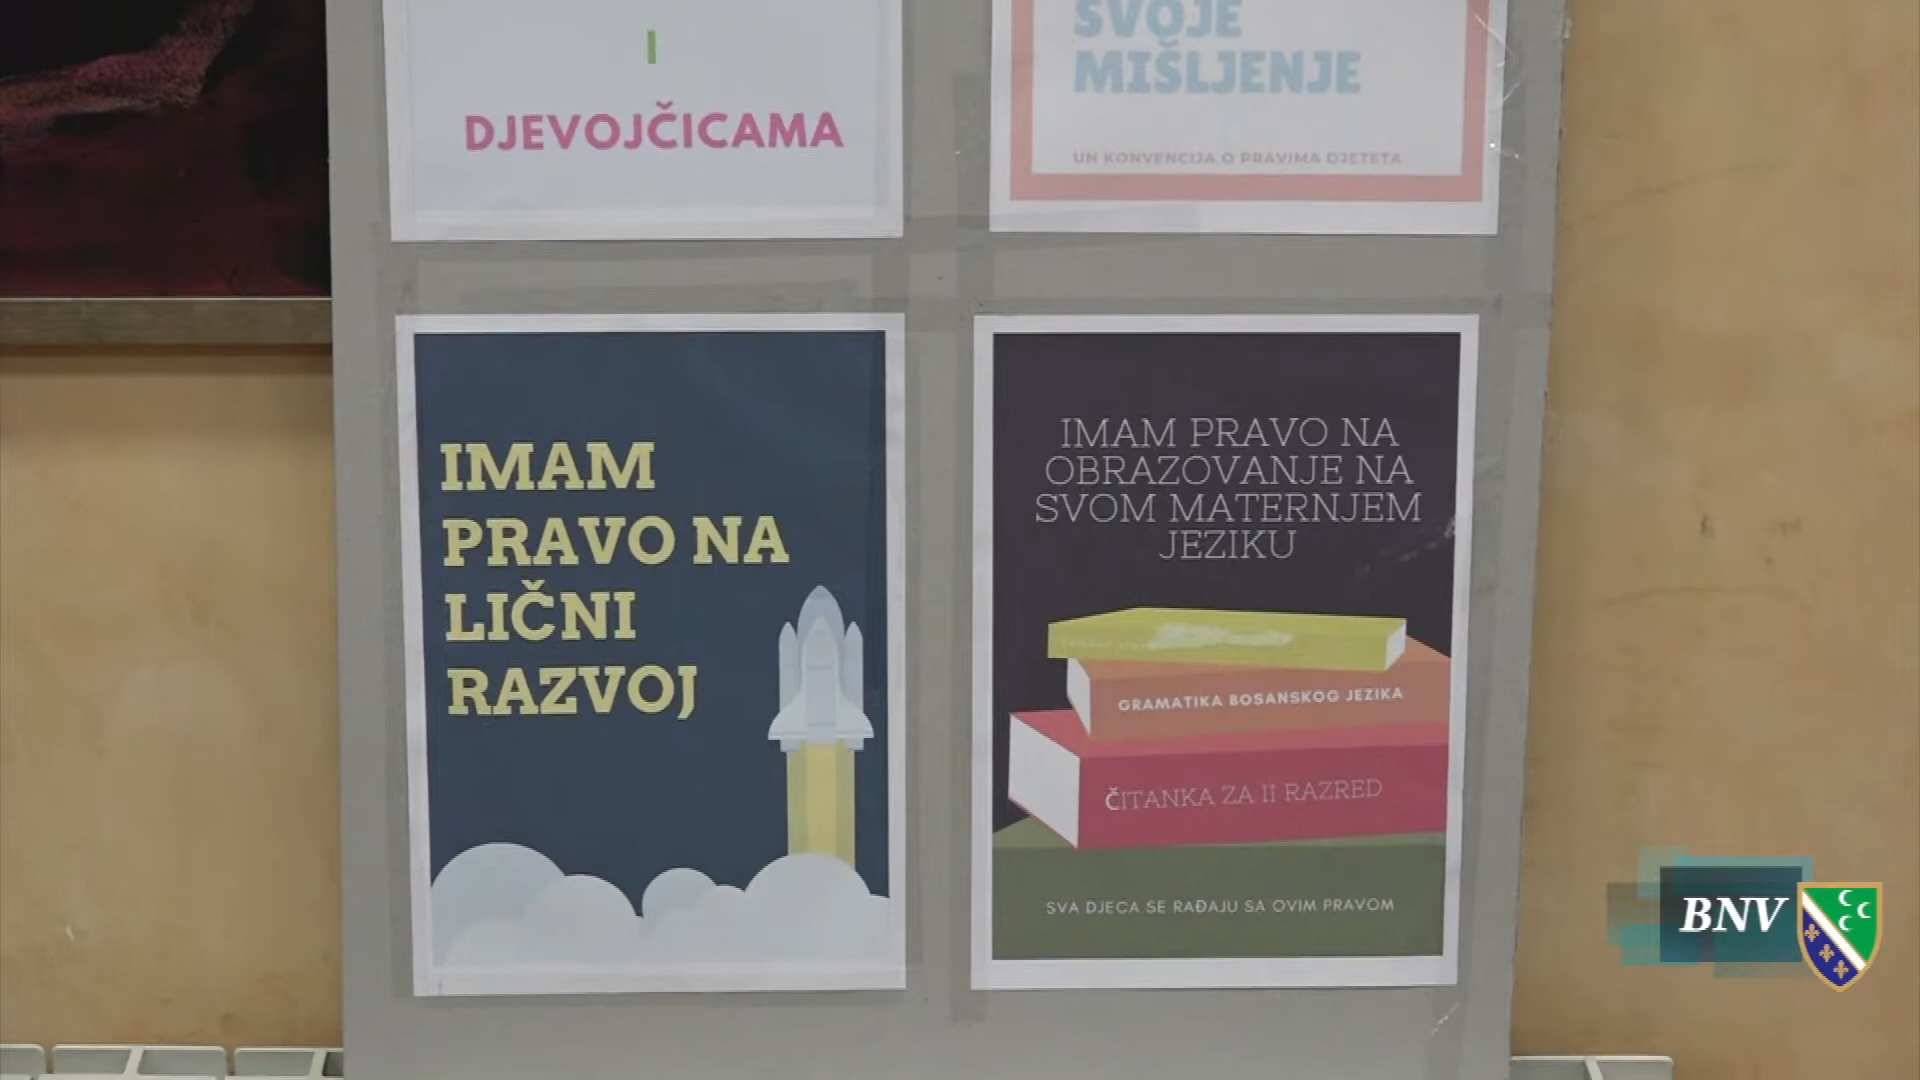 I
DJEVOJČICAMA
SVOJE
MIŠLJENJE
UN KONVENCIJA O PRAVIMA DJETETA
IMAM
PRAVO NA
LIČNI
RAZVOJ
IMAM PRAVO NA
OBRAZOVANJE NA
SVOM MATERNJEM
JEZIKU
GRAMATIKA BOSANSKOG JEZIKA
ČITANKA ZA II RAZRED
SVA DJECA SE RAĐAJU SA OVIM PRAVOM
BNV